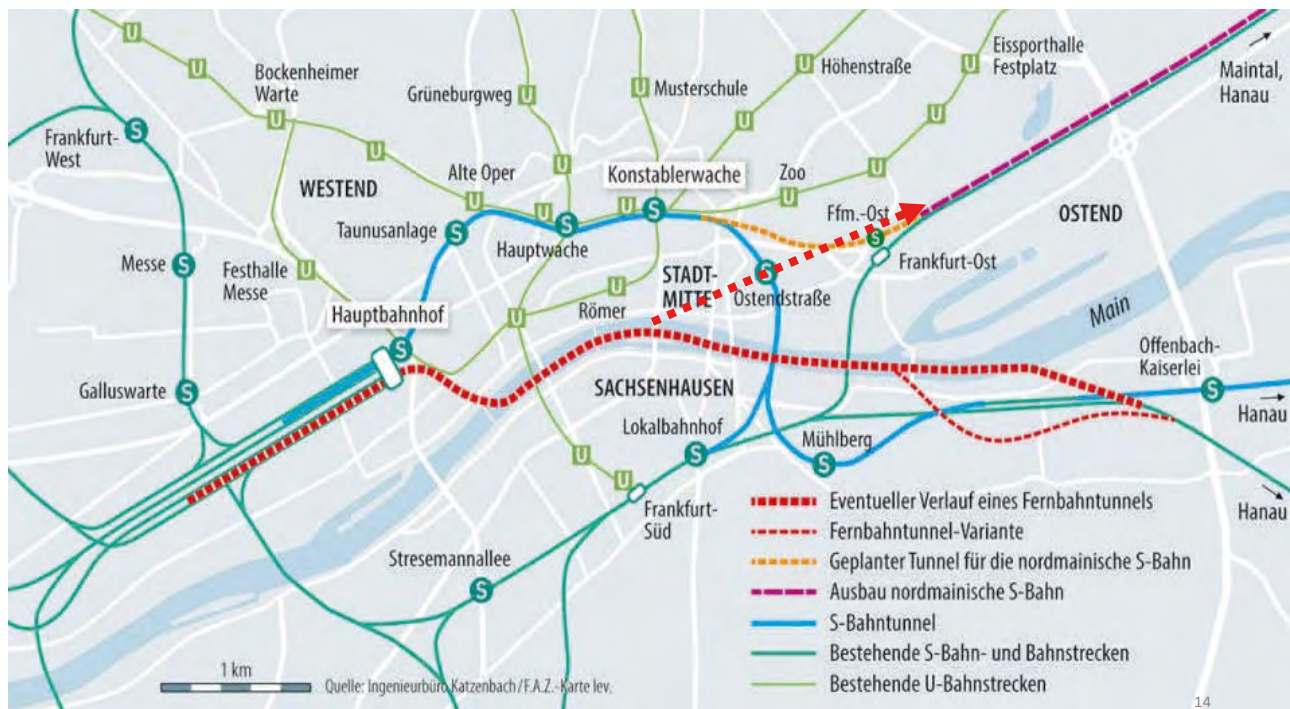 Bockenheimer
Warte
Grüneburgweg
Musterschule
Höhenstraße
Eissporthalle
Festplatz
Maintal,
Hanau
Frankfurt-
West
WESTEND
Alte Oper
Konstablerwache
Zoo
Ffm.-Ost
OSTEND
Taunusanlage
Hauptwache
Frankfurt-Ost
Messe
Festhalle
Messe
STADT-
MITTE
Ostendstraße
Römer
Hauptbahnhof
Main
Offenbach-
Kaiserlei
Galluswarte
SACHSENHAUSEN
Lokalbahnhof
Mühlberg
Hanau
Frankfurt-
Süd
Hanau
Stresemannallee
Eventueller Verlauf eines Fernbahntunnels
Fernbahntunnel-Variante
Geplanter Tunnel für die nordmainische S-Bahn
Ausbau nordmainische S-Bahn
S-Bahntunnel
Bestehende S-Bahn- und Bahnstrecken
Bestehende U-Bahnstrecken
1 km
Quelle: Ingenieurbüro Katzenbach / F.A.Z.-Karte lev.
14